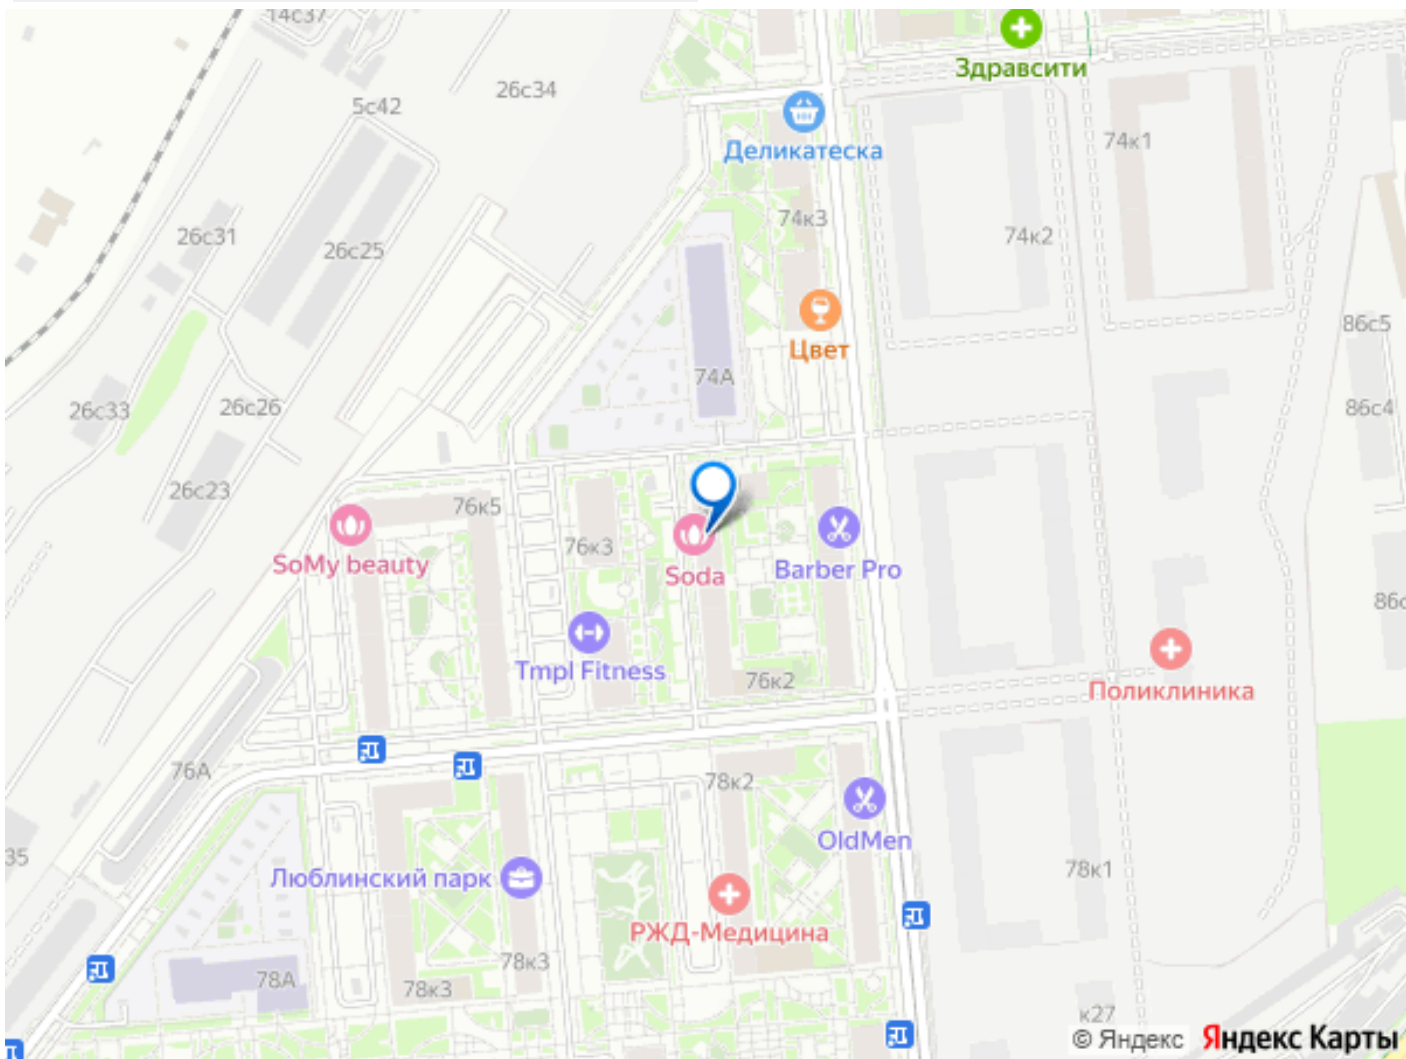 14с37
5с42
26с34
Здравсити
Деликатеска
74к1
74к3
74к2
26с31
26с25
Цвет
86с5
74А
26с33
26с26
86с4
26с23
76к5
76к3
SoMy beauty
Soda
Barber Pro
86с
Tmpl Fitness
76к2
Поликлиника
76А
78к2
OldMen
35
Люблинский парк
78к1
РЖД-Медицина
78к3
78А
78к3
к27
© Яндекс Яндекс Карты